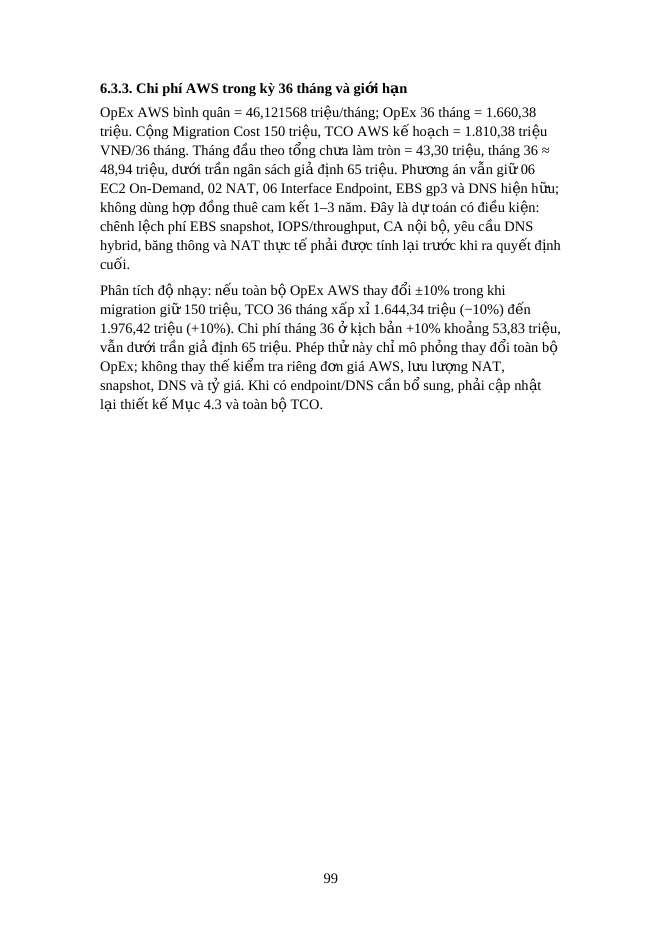 6.3.3. Chi phí AWS trong kỳ 36 tháng và giới hạn
OpEx AWS bình quân = 46,121568 triệu/tháng; OpEx 36 tháng = 1.660,38
triệu. Cộng Migration Cost 150 triệu, TCO AWS kế hoạch = 1.810,38 triệu
VNĐ/36 tháng. Tháng đầu theo tổng chưa làm tròn = 43,30 triệu, tháng 36 ≈
48,94 triệu, dưới trần ngân sách giả định 65 triệu. Phương án vẫn giữ 06
EC2 On-Demand, 02 NAT, 06 Interface Endpoint, EBS gp3 và DNS hiện hữu;
không dùng hợp đồng thuê cam kết 1–3 năm. Đây là dự toán có điều kiện:
chênh lệch phí EBS snapshot, IOPS/throughput, CA nội bộ, yêu cầu DNS
hybrid, băng thông và NAT thực tế phải được tính lại trước khi ra quyết định
cuối.
Phân tích độ nhạy: nếu toàn bộ OpEx AWS thay đổi ±10% trong khi
migration giữ 150 triệu, TCO 36 tháng xấp xỉ 1.644,34 triệu (−10%) đến
1.976,42 triệu (+10%). Chi phí tháng 36 ở kịch bản +10% khoảng 53,83 triệu,
vẫn dưới trần giả định 65 triệu. Phép thử này chỉ mô phỏng thay đổi toàn bộ
OpEx; không thay thế kiểm tra riêng đơn giá AWS, lưu lượng NAT,
snapshot, DNS và tỷ giá. Khi có endpoint/DNS cần bổ sung, phải cập nhật
lại thiết kế Mục 4.3 và toàn bộ TCO.
99